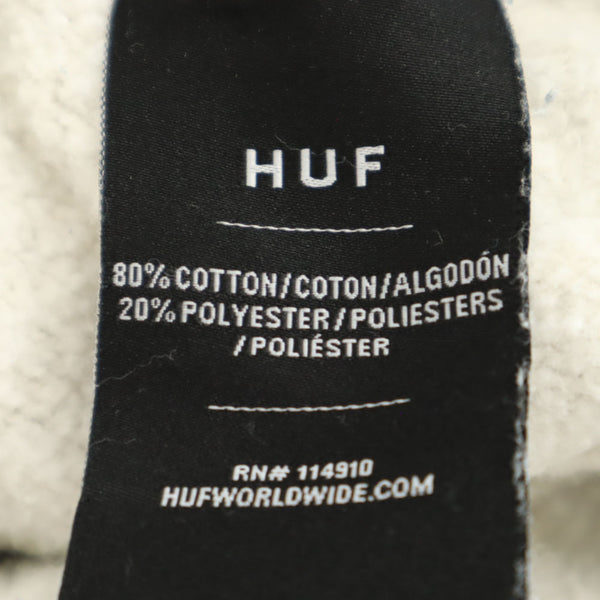 HUF
80% COTTON/COTON/ALGODÓN
20% POLYESTER/POLIESTERS
/POLIÉSTER
RN# 114910
HUFWORLDWIDE.COM